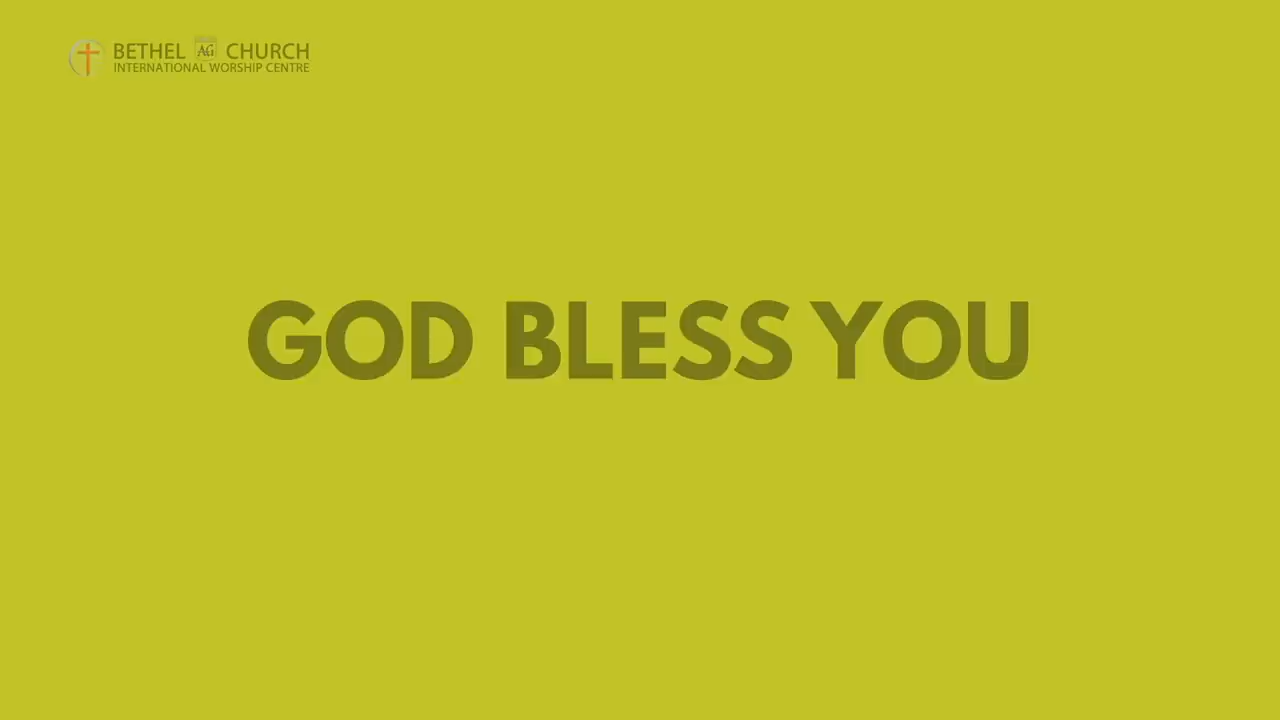 BETHEL AG CHURCH
INTERNATIONAL WORSHIP CENTRE
GOD BLESS YOU